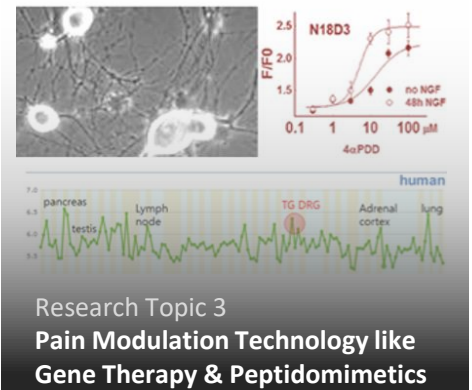 2.5
N18D3
2.0
F/F0
1.5
no NGF
48h NGF
0.1 1 10 100 µM
4αPDD
human
7.0
pancreas
6.5
Lymph
node
TG DRG
Adrenal
cortex
lung
testis
6.0
5.5
Research Topic 3
Pain Modulation Technology like
Gene Therapy & Peptidomimetics